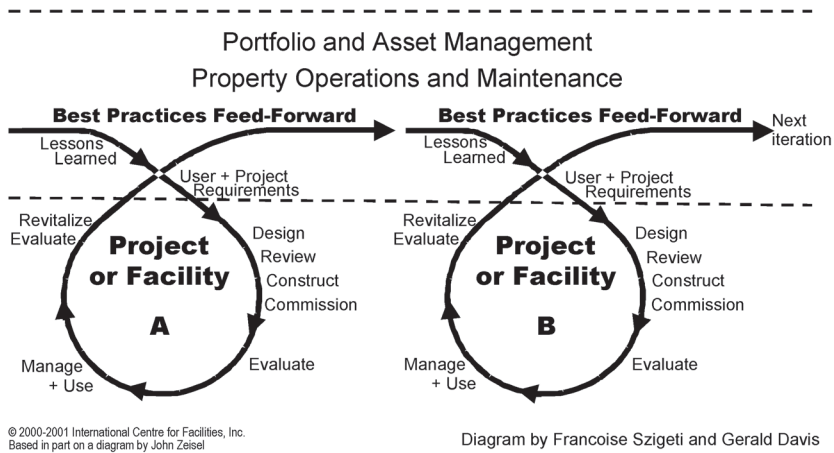 Portfolio and Asset Management
Property Operations and Maintenance
Best Practices Feed-Forward
Lessons
Learned
User + Project
Requirements
Revitalize
Evaluate
Project
or Facility
A
Design
Review
Construct
Commission
Evaluate
Manage
+ Use
Best Practices Feed-Forward
Next
iteration
Lessons
Learned
User + Project
Requirements
Revitalize
Evaluate
Project
or Facility
B
Design
Review
Construct
Commission
Evaluate
Manage
+ Use
© 2000-2001 International Centre for Facilities, Inc.
Based in part on a diagram by John Zeisel
Diagram by Francoise Szigeti and Gerald Davis